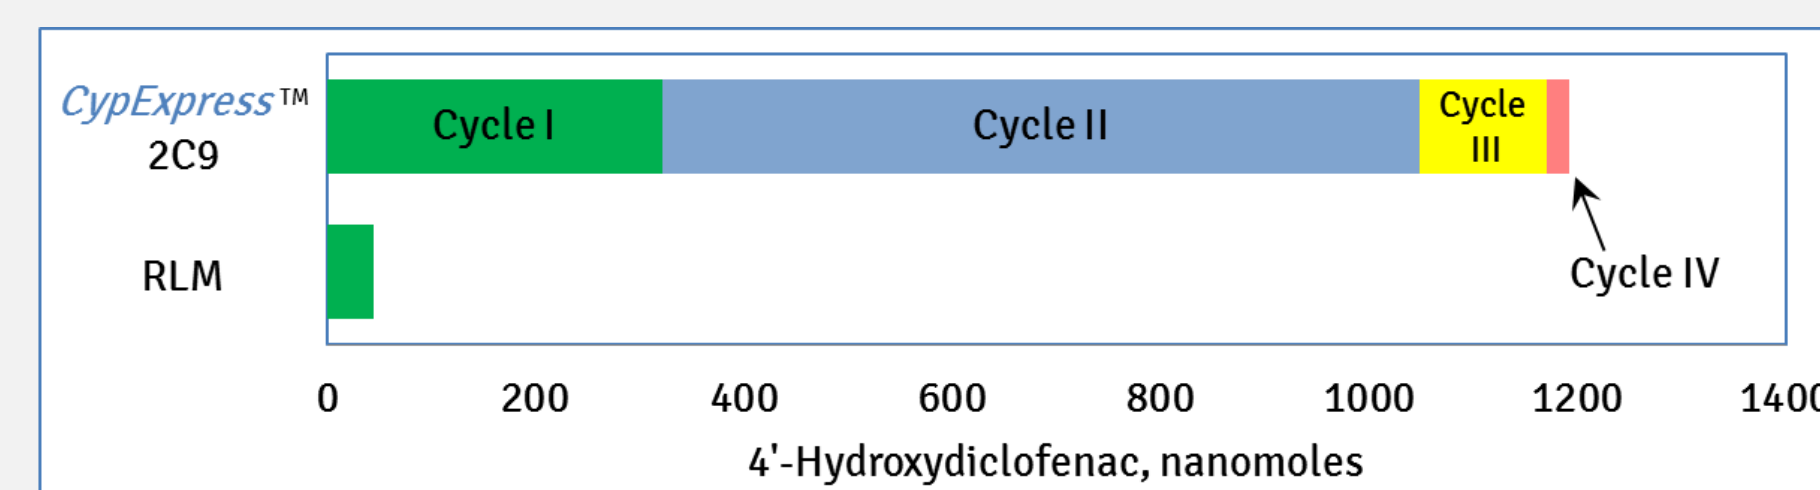 CypExpress™
2C9
Cycle I
Cycle II
Cycle
III
RLM
Cycle IV
0 200 400 600 800 1000 1200 1400
4'-Hydroxydiclofenac, nanomoles